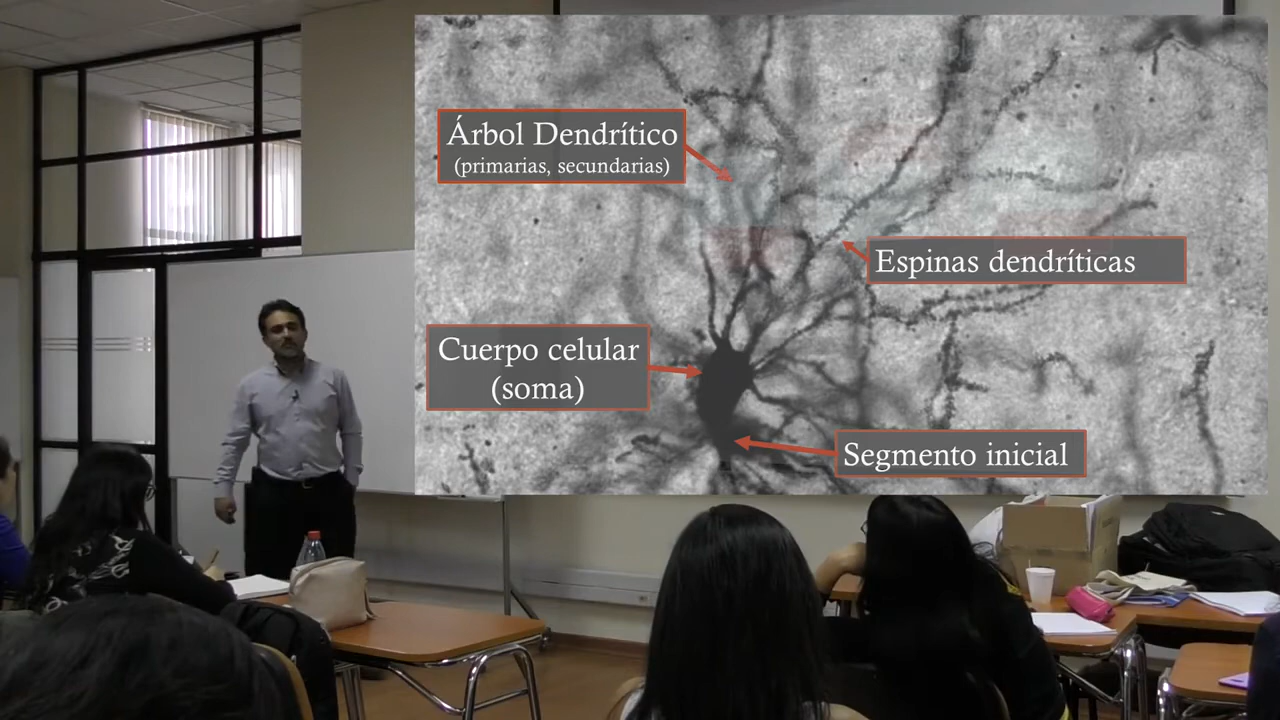 Árbol Dendrítico
(primarias, secundarias)
Espinas dendríticas
Cuerpo celular
(soma)
Segmento inicial